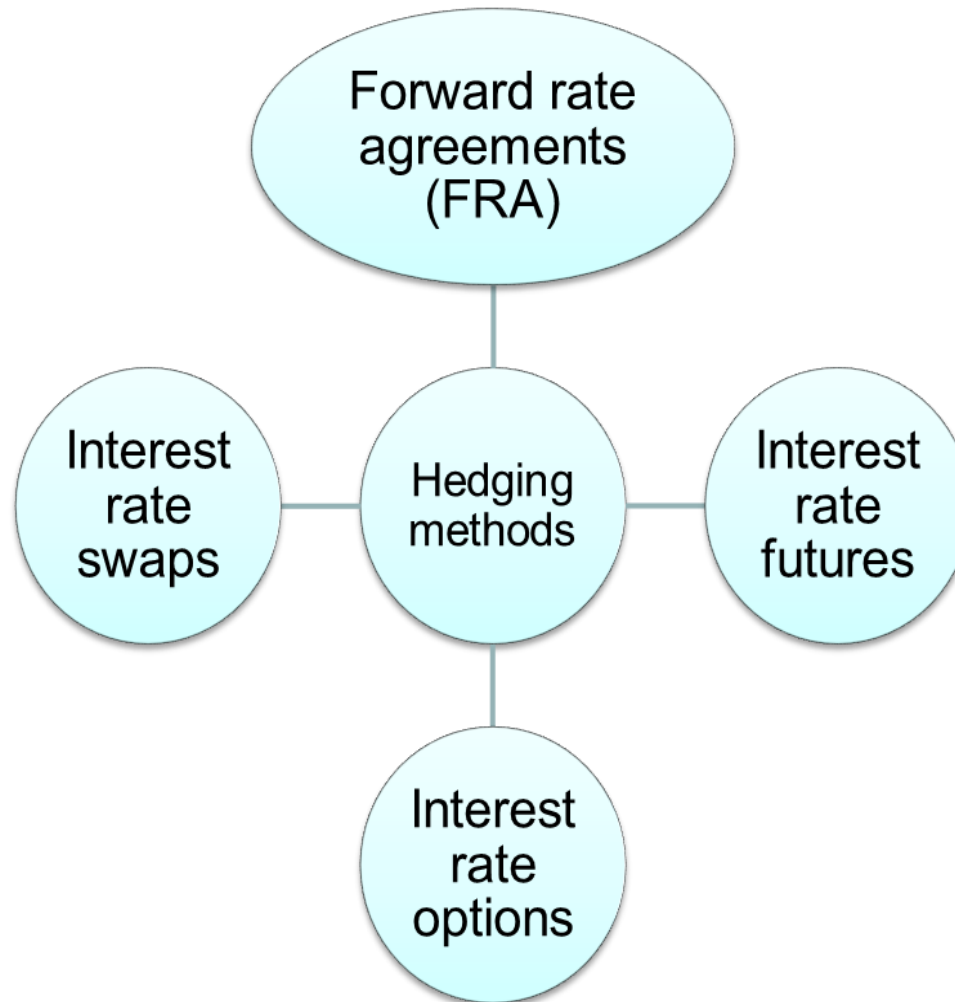 Forward rate
agreements
(FRA)
Interest
rate
swaps
Hedging
methods
Interest
rate
futures
Interest
rate
options